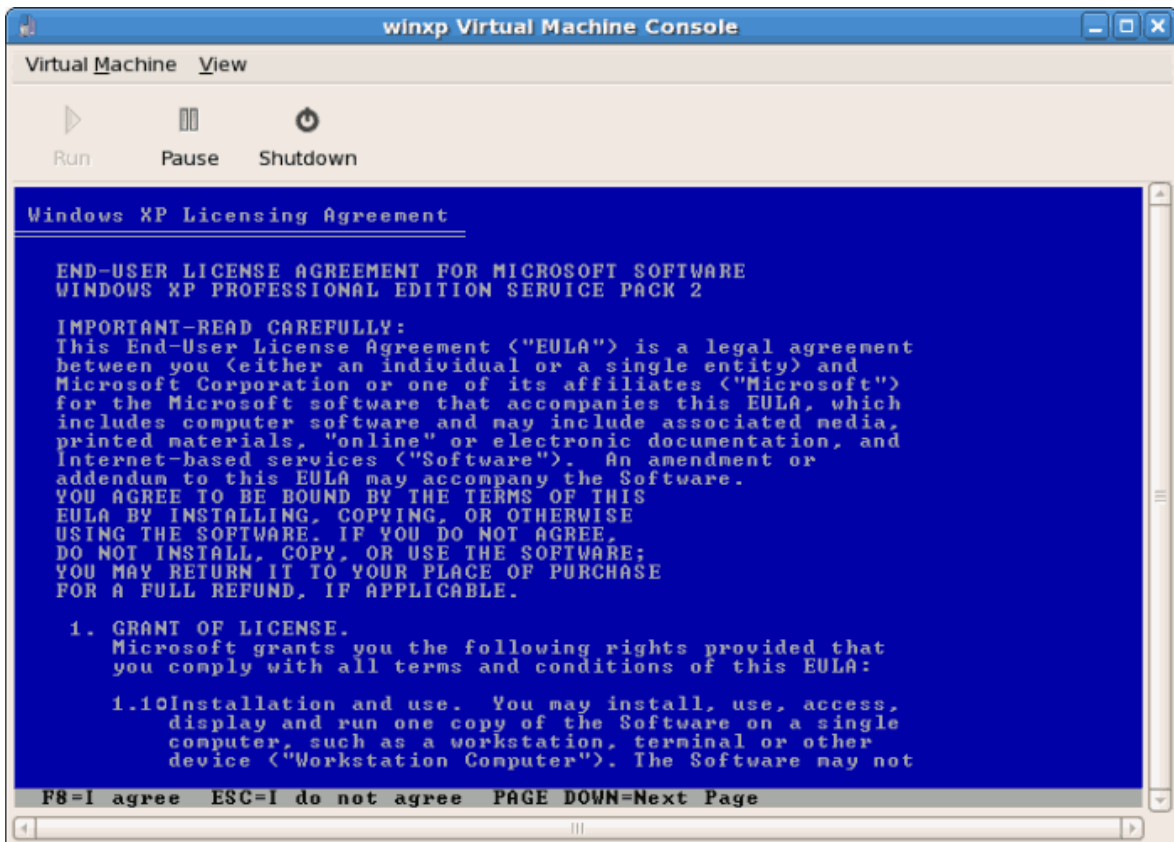 winxp Virtual Machine Console
Virtual Machine View
Run Pause Shutdown
Windows XP Licensing Agreement
END-USER LICENSE AGREEMENT FOR MICROSOFT SOFTWARE
WINDOWS XP PROFESSIONAL EDITION SERVICE PACK 2
IMPORTANT-READ CAREFULLY:
This End-User License Agreement ("EULA") is a legal agreement
between you (either an individual or a single entity) and
Microsoft Corporation or one of its affiliates ("Microsoft")
for the Microsoft software that accompanies this EULA, which
includes computer software and may include associated media,
printed materials, "online" or electronic documentation, and
Internet-based services ("Software").  An amendment or
addendum to this EULA may accompany the Software.
YOU AGREE TO BE BOUND BY THE TERMS OF THIS
EULA BY INSTALLING, COPYING, OR OTHERWISE
USING THE SOFTWARE. IF YOU DO NOT AGREE,
DO NOT INSTALL, COPY, OR USE THE SOFTWARE;
YOU MAY RETURN IT TO YOUR PLACE OF PURCHASE
FOR A FULL REFUND, IF APPLICABLE.
1. GRANT OF LICENSE.
Microsoft grants you the following rights provided that
you comply with all terms and conditions of this EULA:
1.1oInstallation and use.  You may install, use, access,
display and run one copy of the Software on a single
computer, such as a workstation, terminal or other
device ("Workstation Computer"). The Software may not
F8=I agree  ESC=I do not agree  PAGE DOWN=Next Page